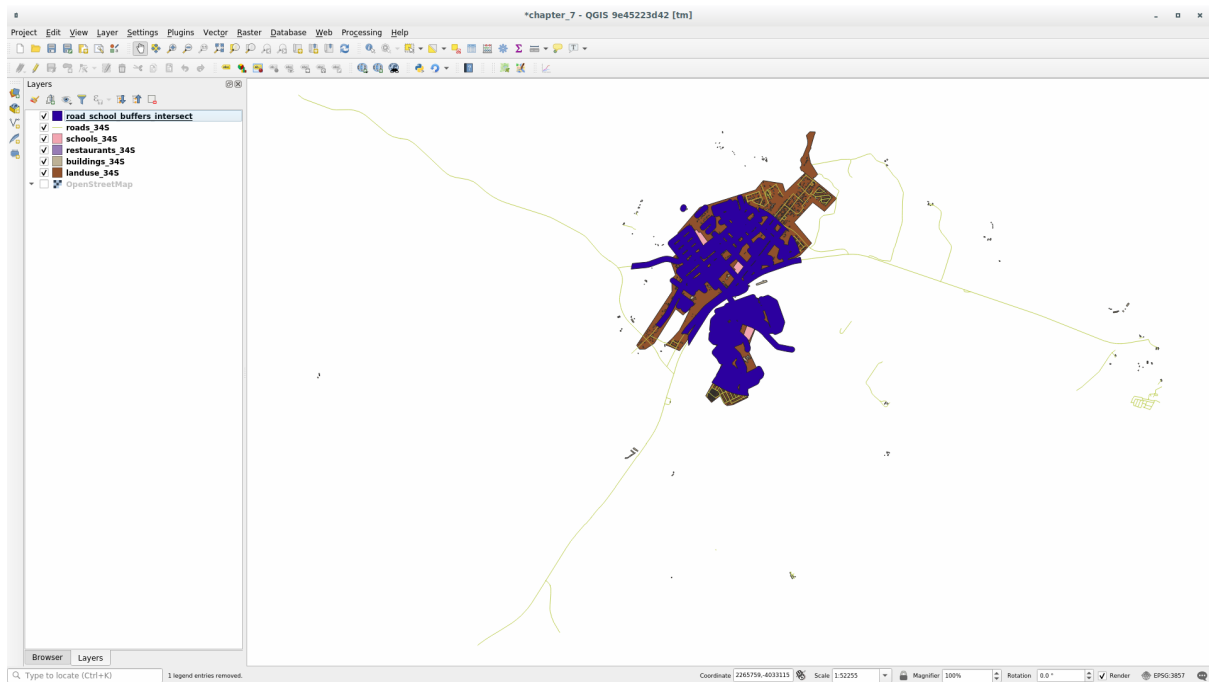 *chapter_7 - QGIS 9e45223d42 [tm]
Project Edit View Layer Settings Plugins Vector Raster Database Web Processing Help
Layers
road_school_buffers_intersect
roads_34S
schools_34S
restaurants_34S
buildings_34S
landuse_34S
OpenStreetMap
Browser Layers
Type to locate (Ctrl+K) 1 legend entries removed. Coordinate 2265759,-4033115 Scale 1:52255 Magnifier 100% Rotation 0.0 ° Render EPSG:3857